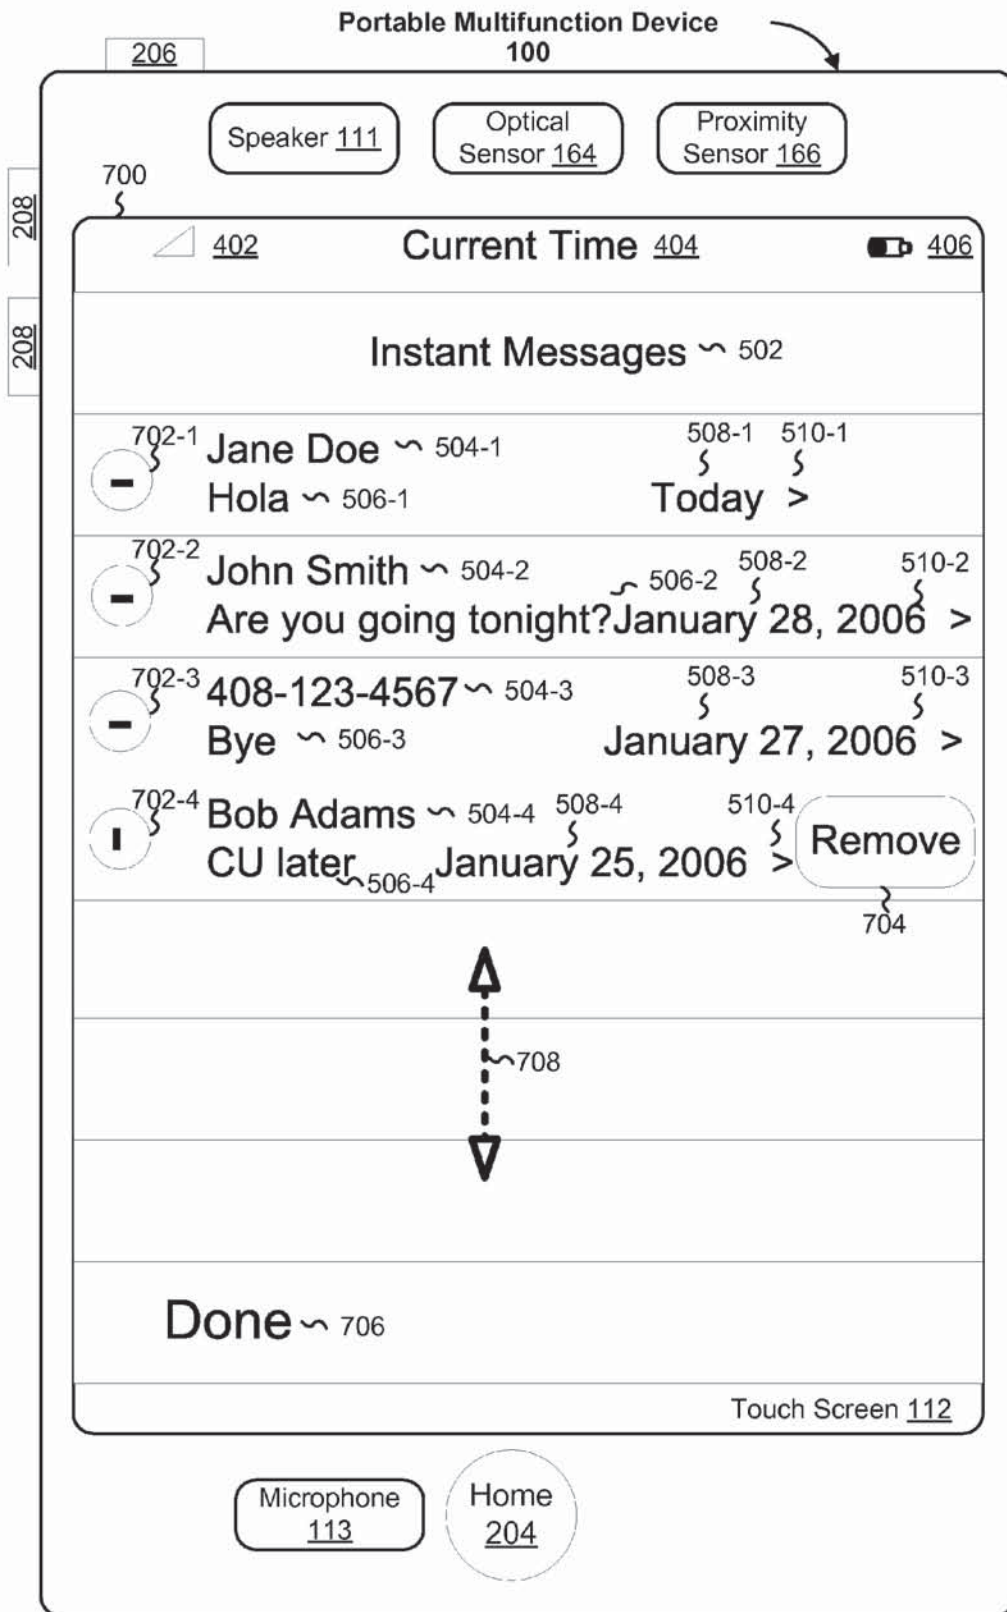 Portable Multifunction Device
100
206
Speaker 111
Optical
Sensor 164
Proximity
Sensor 166
700
208
208
402
Current Time 404
406
Instant Messages 502
702-1
Jane Doe 504-1
508-1
510-1
Hola 506-1
Today >
702-2
John Smith 504-2
506-2
508-2
510-2
Are you going tonight? January 28, 2006 >
702-3
408-123-4567 504-3
508-3
510-3
Bye 506-3
January 27, 2006 >
702-4
Bob Adams 504-4
508-4
510-4
Remove
CU later 506-4
January 25, 2006 >
704
708
Done 706
Touch Screen 112
Microphone
113
Home
204